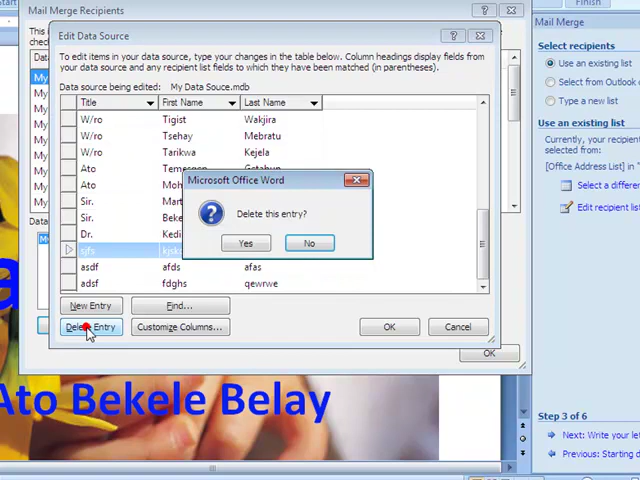 Mail Merge Recipients
Finish
Edit Data Source
Mail Merge
To edit items in your data source, type your changes in the table below. Column headings display fields from
your data source and any recipient list fields to which they have been matched (in parentheses).
Data source being edited: My Data Souce.mdb
Title First Name Last Name
W/ro Tigist Wakjira
W/ro Tsehay Mebratu
W/ro Tarikwa Kejela
Ato
Ato
Sir.
Sir.
Dr.
sjfs
asdf afds afas
adsf fdghs qewrwe
Microsoft Office Word
Delete this entry?
Yes No
New Entry Find...
Delete Entry Customize Columns... OK Cancel
OK
Select recipients
Use an existing list
Select from Outlook
Type a new list
Use an existing list
Currently, your
selected from:
[Office Address List] in "
Select a
Edit recipient
Step 3 of 6
Next: Write your
Previous: Starting
Ato Bekele Belay